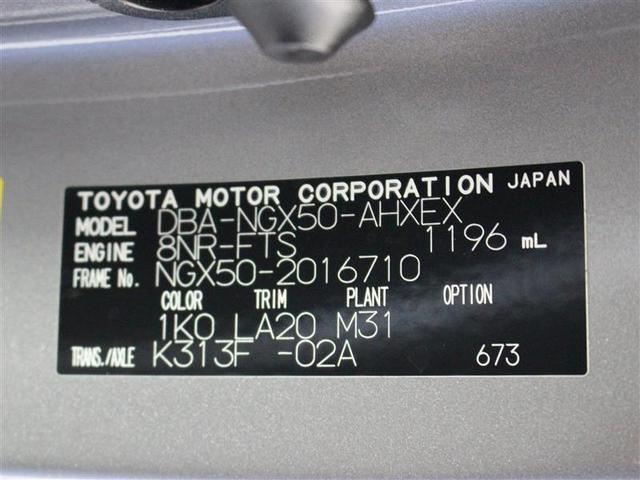 TOYOTA MOTOR CORPORATION JAPAN
MODEL DBA-NGX50-AHXEX
ENGINE 8NR-FTS 1196 mL
FRAME No. NGX50-2016710
COLOR TRIM PLANT OPTION
1K0 LA20 M31
TRANS./AXLE K313F -02A 673